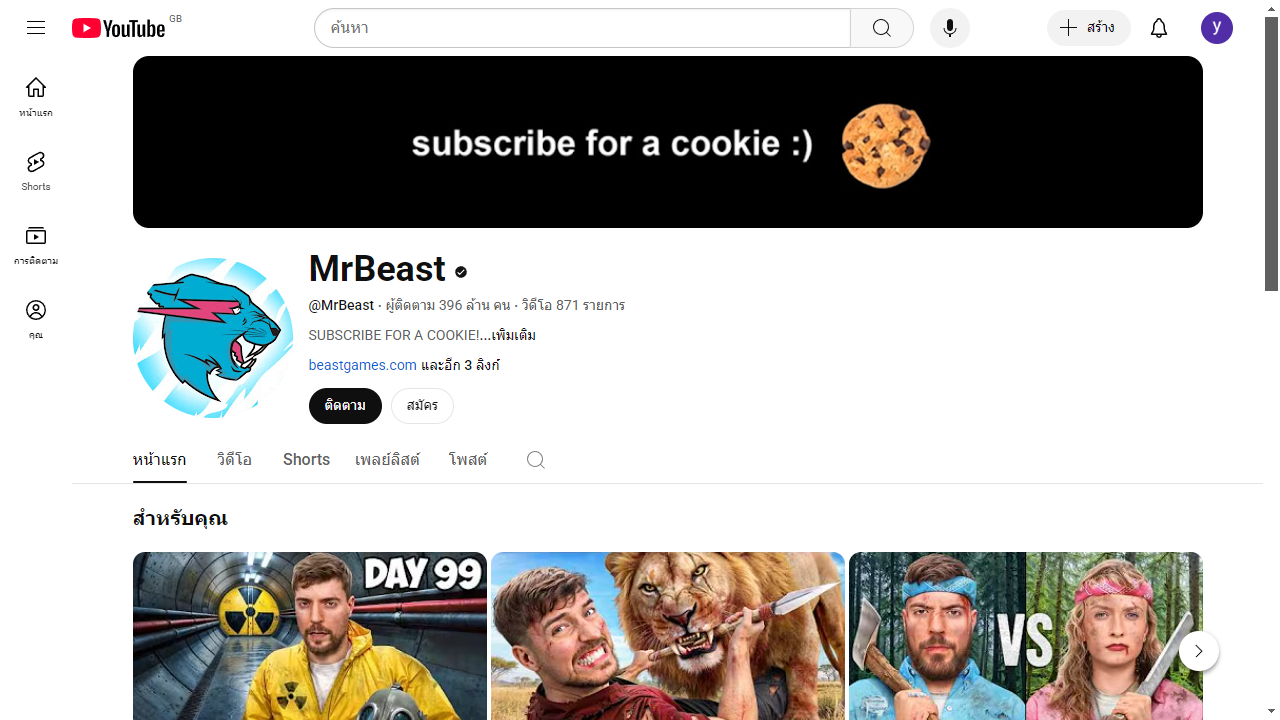 YouTube GB
ค้นหา
สร้าง
y
หน้าแรก
Shorts
การติดตาม
คุณ
subscribe for a cookie :)
MrBeast
@MrBeast • ผู้ติดตาม 396 ล้าน คน • วิดีโอ 871 รายการ
SUBSCRIBE FOR A COOKIE!...เพิ่มเติม
beastgames.com และอีก 3 ลิงก์
ติดตาม สมัคร
หน้าแรก วิดีโอ Shorts เพลย์ลิสต์ โพสต์
สำหรับคุณ
DAY 99
VS